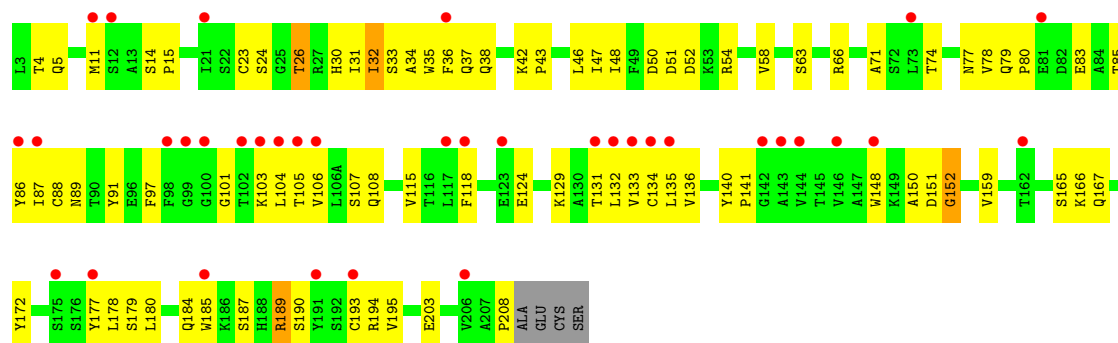 L3 T4 Q5 M11 S12 A13 S14 P15 I21 S22 C23 S24 G25 T26 R27 H30 I31 I32 S33 A34 W35 F36 Q37 Q38 K42 P43 L46 I47 I48 F49 D50 D51 D52 K53 R54 V58 S63 R66 A71 S72 L73 T74 N77 V78 Q79 P80 E81 D82 E83 A84 T85
Y86 I87 C88 N89 T90 Y91 E96 F97 F98 G99 G100 G101 T102 K103 L104 T105 V106 L106A S107 Q108 V115 T116 L117 F118 E123 E124 K129 A130 T131 L132 V133 C134 L135 V136 Y140 P141 G142 A143 V144 T145 V146 A147 W148 K149 A150 D151 G152 V159 T162 S165 K166 Q167
Y172 S175 S176 Y177 L178 S179 L180 Q184 W185 K186 S187 H188 R189 S190 Y191 S192 C193 R194 V195 E203 V206 A207 P208 ALA GLU CYS SER